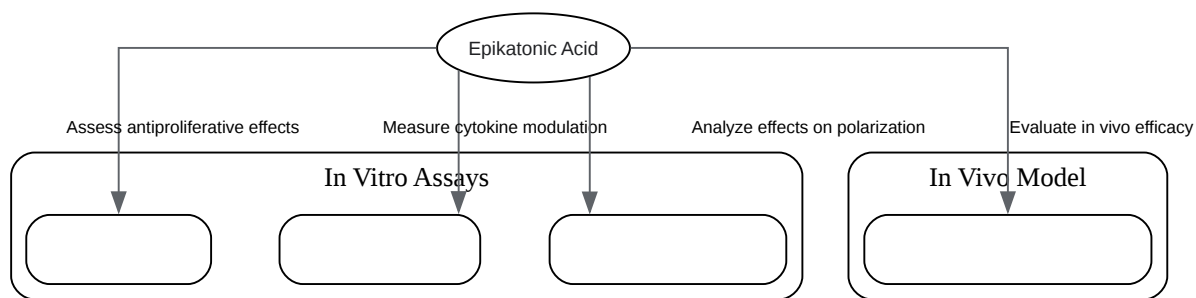 Epikatonic Acid
Assess antiproliferative effects
Measure cytokine modulation
Analyze effects on polarization
Evaluate in vivo efficacy
In Vitro Assays
In Vivo Model